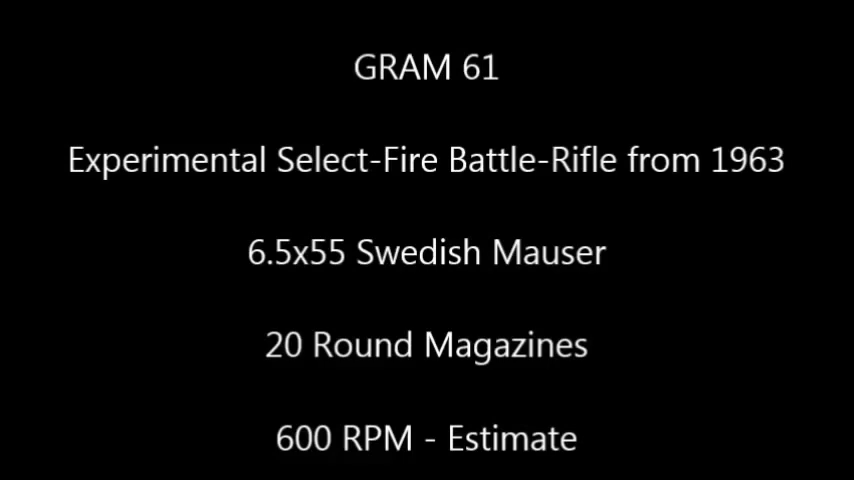 GRAM 61
Experimental Select-Fire Battle-Rifle from 1963
6.5x55 Swedish Mauser
20 Round Magazines
600 RPM - Estimate